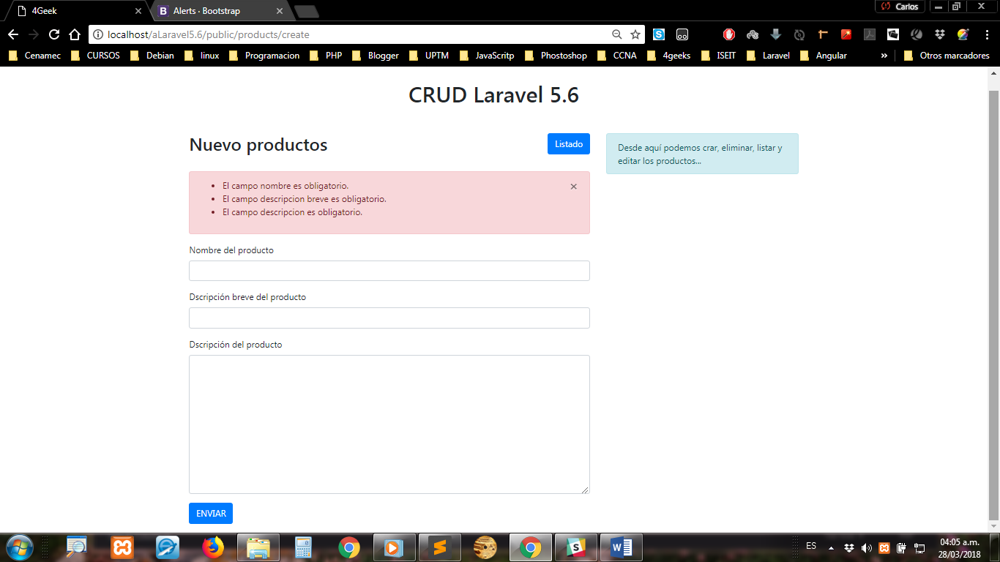 4Geek
Alerts · Bootstrap
Carlos
localhost/aLaravel5.6/public/products/create
Cenamec CURSOS Debian linux Programacion PHP Blogger UPTM JavaScritp Phostoshop CCNA 4geeks ISEIT Laravel Angular » Otros marcadores
CRUD Laravel 5.6
Nuevo productos
Listado
Desde aquí podemos crar, eliminar, listar y
editar los productos...
El campo nombre es obligatorio.
El campo descripcion breve es obligatorio.
El campo descripcion es obligatorio.
Nombre del producto
Dscripción breve del producto
Dscripción del producto
ENVIAR
ES
04:05 a.m.
28/03/2018